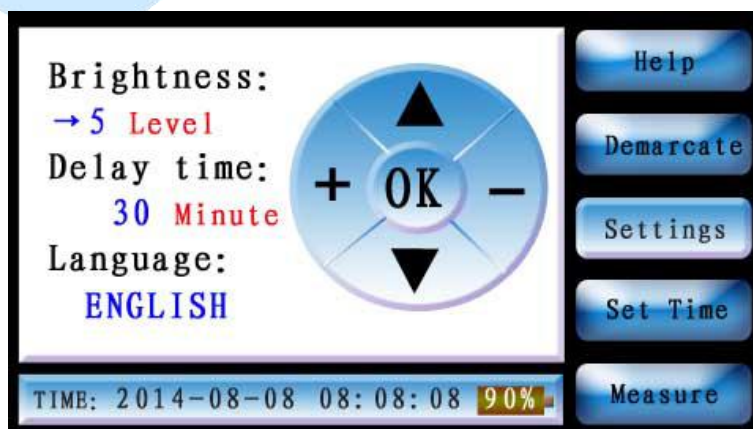 Brightness:
→5 Level
Delay time:
30 Minute
Language:
ENGLISH
+ OK −
Help
Demarcate
Settings
Set Time
Measure
TIME: 2014-08-08 08:08:08 90%